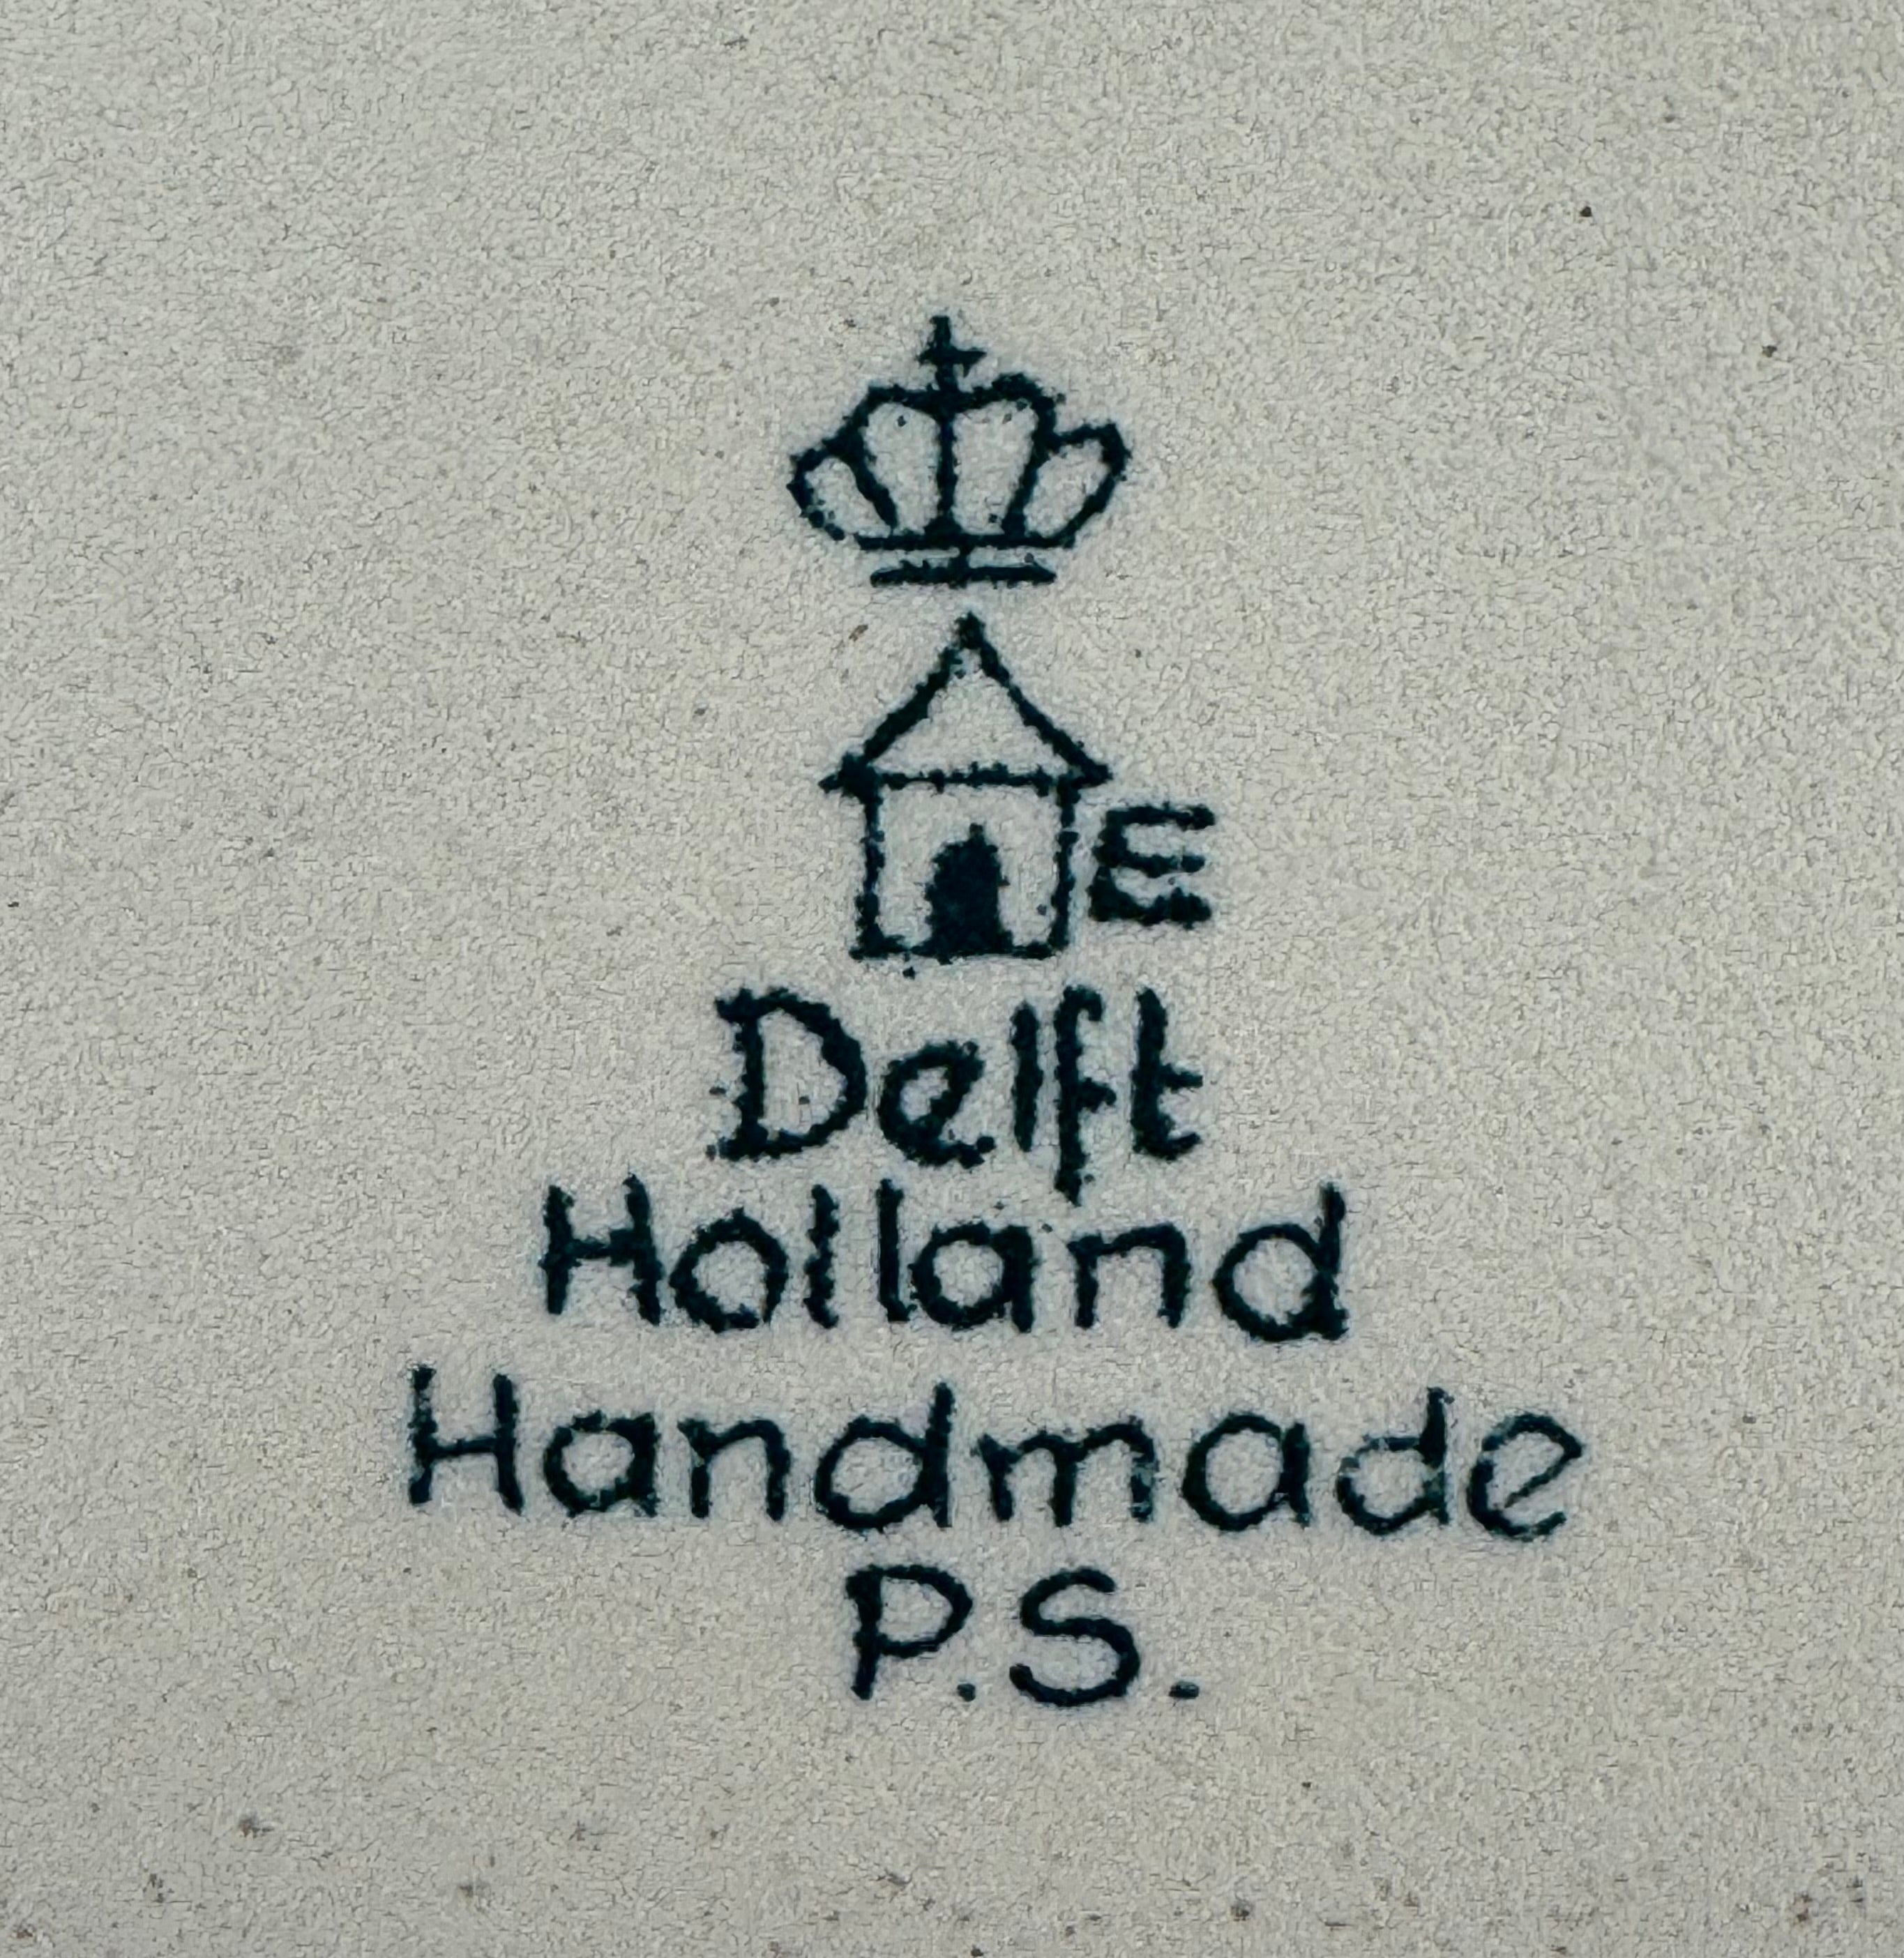 E
Delft
Holland
Handmade
P.S.